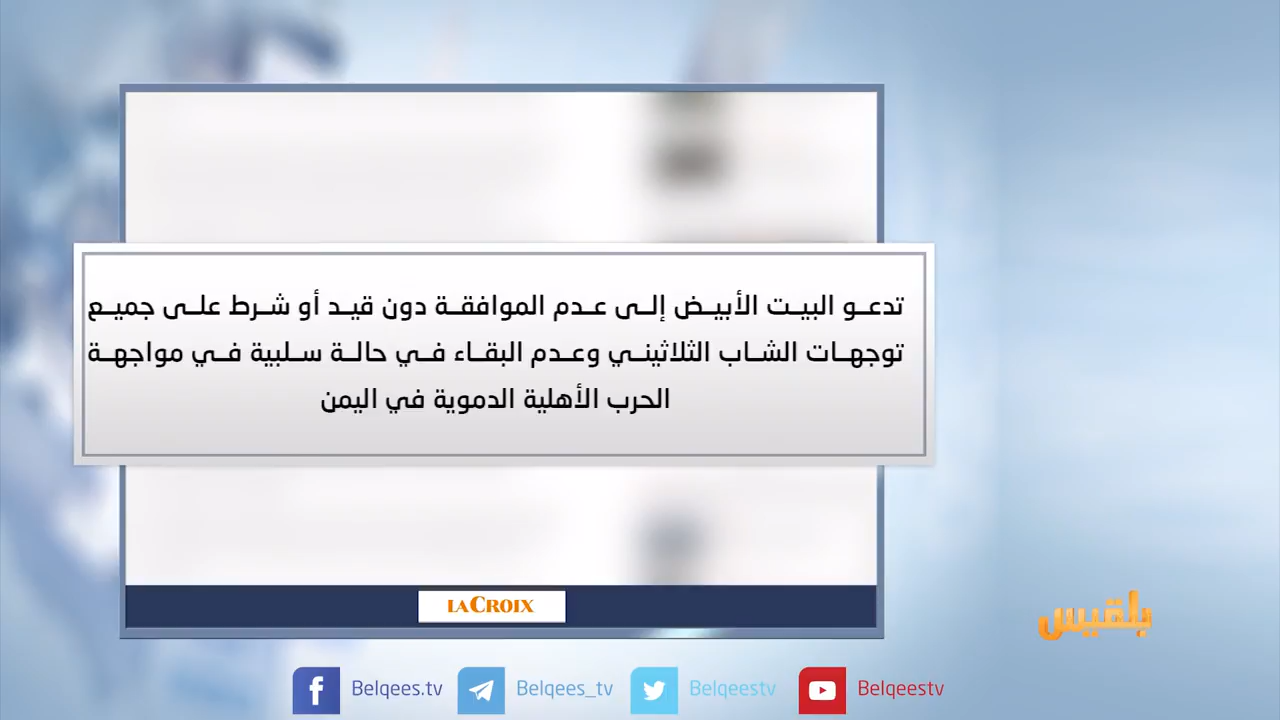 تدعو البيت الأبيض إلى عدم الموافقة دون قيد أو شرط على جميع
توجهات الشاب الثلاثيني وعدم البقاء في حالة سلبية في مواجهة
الحرب الأهلية الدموية في اليمن
LACROIX
بلقيس
Belqees.tv
Belqees_tv
Belqeestv
Belqeestv